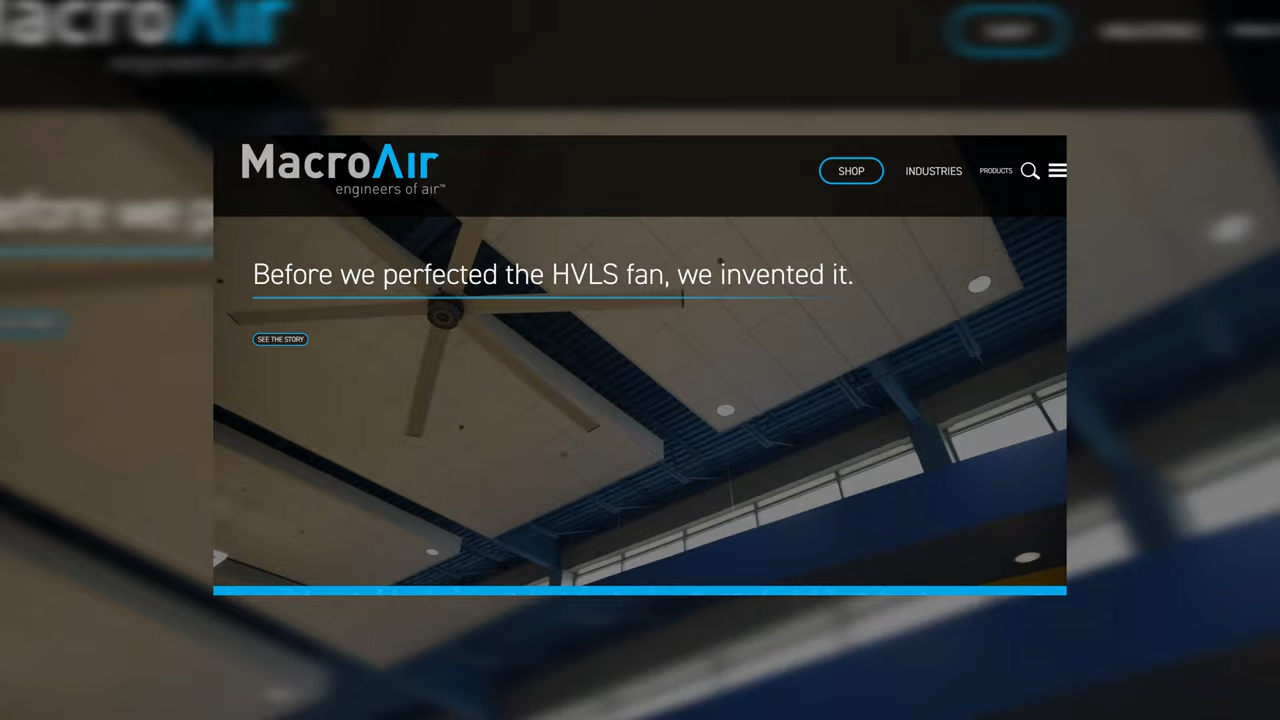 MacroAir
engineers of air™
SHOP
INDUSTRIES
PRODUCTS
Before we perfected the HVLS fan, we invented it.
SEE THE STORY